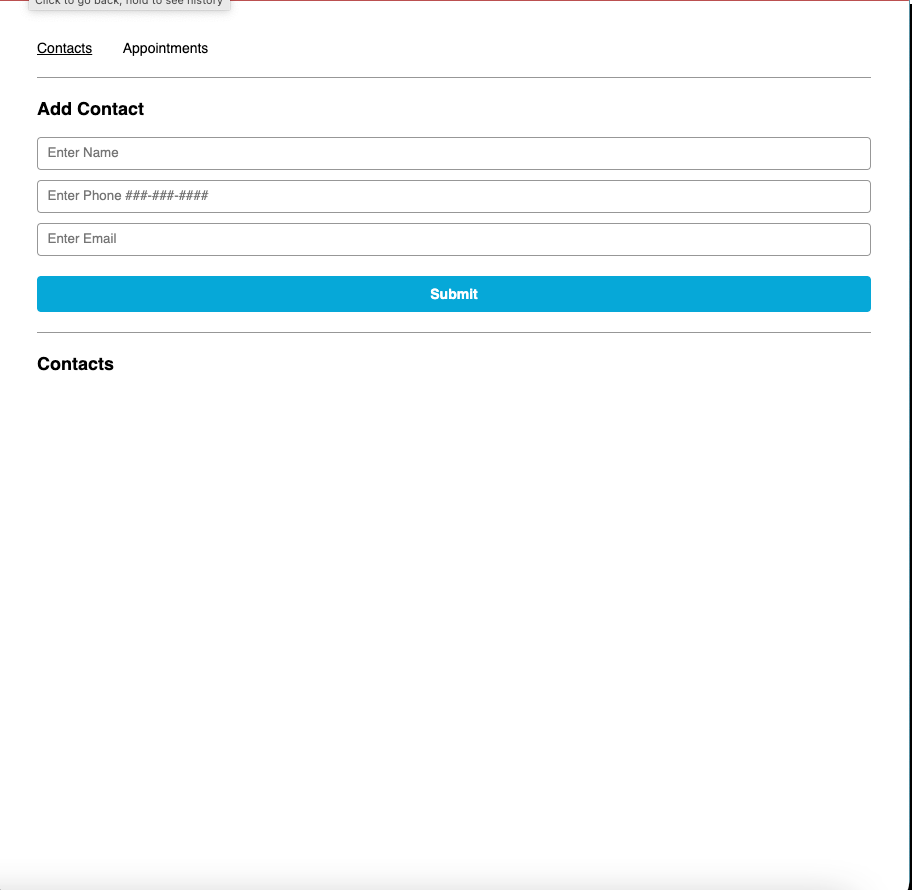 Click to go back, hold to see history
Contacts Appointments
Add Contact
Enter Name
Enter Phone ###-###-####
Enter Email
Submit
Contacts